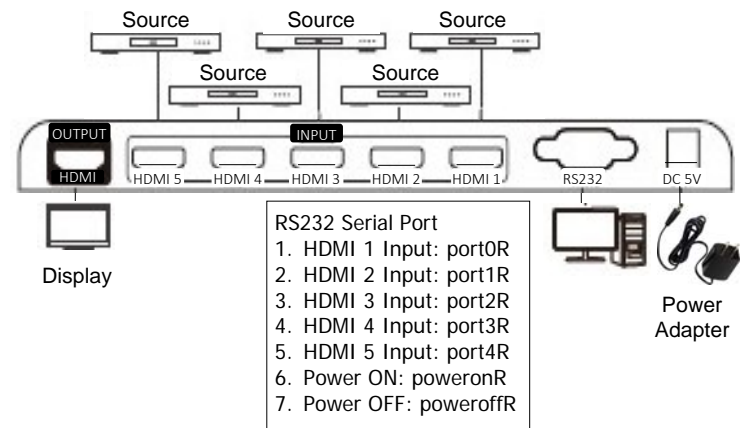 Source Source Source
Source Source
OUTPUT INPUT
HDMI HDMI 5 HDMI 4 HDMI 3 HDMI 2 HDMI 1 RS232 DC 5V
Display
RS232 Serial Port
1. HDMI 1 Input: port0R
2. HDMI 2 Input: port1R
3. HDMI 3 Input: port2R
4. HDMI 4 Input: port3R
5. HDMI 5 Input: port4R
6. Power ON: poweronR
7. Power OFF: poweroffR
Power
Adapter